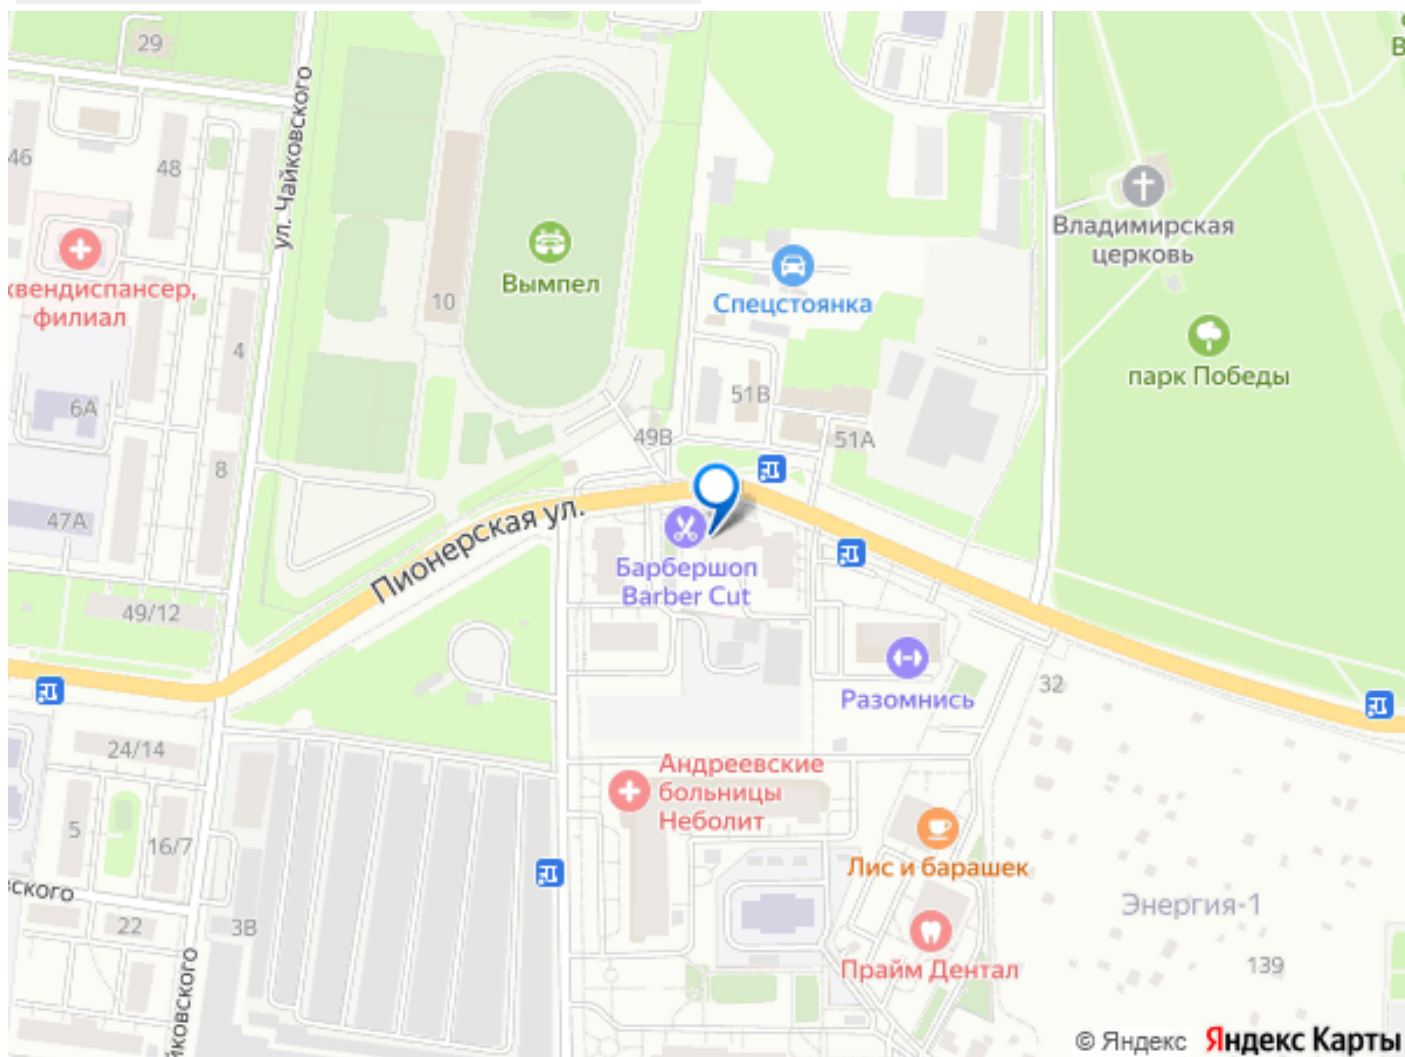 29
ул. Чайковского
46
48
4
10
Вымпел
квендиспансер,
филиал
6А
8
47А
49/12
Спецстоянка
Владимирская
церковь
парк Победы
51В
49В
51А
Пионерская ул.
Барбершоп
Barber Cut
Разомнись
32
24/14
5
16/7
22
3В
Андреевские
больницы
Неболит
Лис и барашек
Энергия-1
139
Прайм Дентал
© Яндекс Яндекс Карты